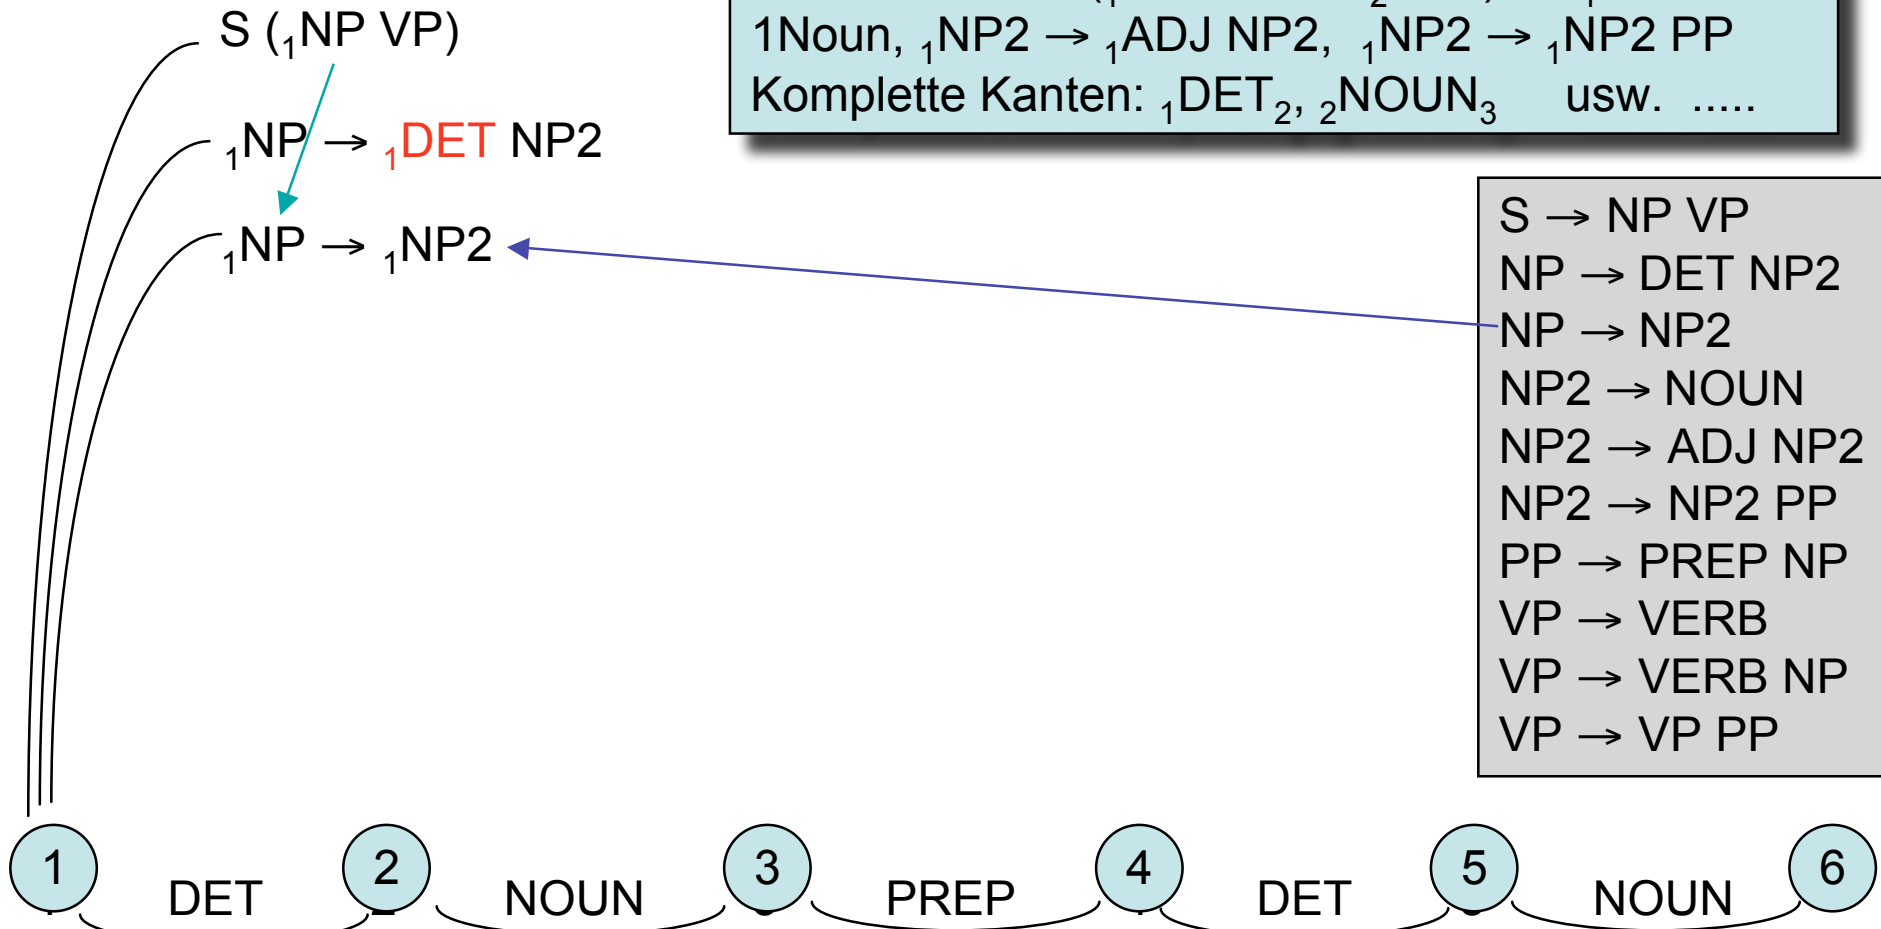 S (₁NP VP)
₁NP → ₁DET NP2
₁NP → ₁NP2
1Noun, ₁NP2 → ₁ADJ NP2, ₁NP2 → ₁NP2 PP
Komplette Kanten: ₁DET₂, ₂NOUN₃ usw. .....
S → NP VP
NP → DET NP2
NP → NP2
NP2 → NOUN
NP2 → ADJ NP2
NP2 → NP2 PP
PP → PREP NP
VP → VERB
VP → VERB NP
VP → VP PP
1 2 3 4 5 6
DET NOUN PREP DET NOUN